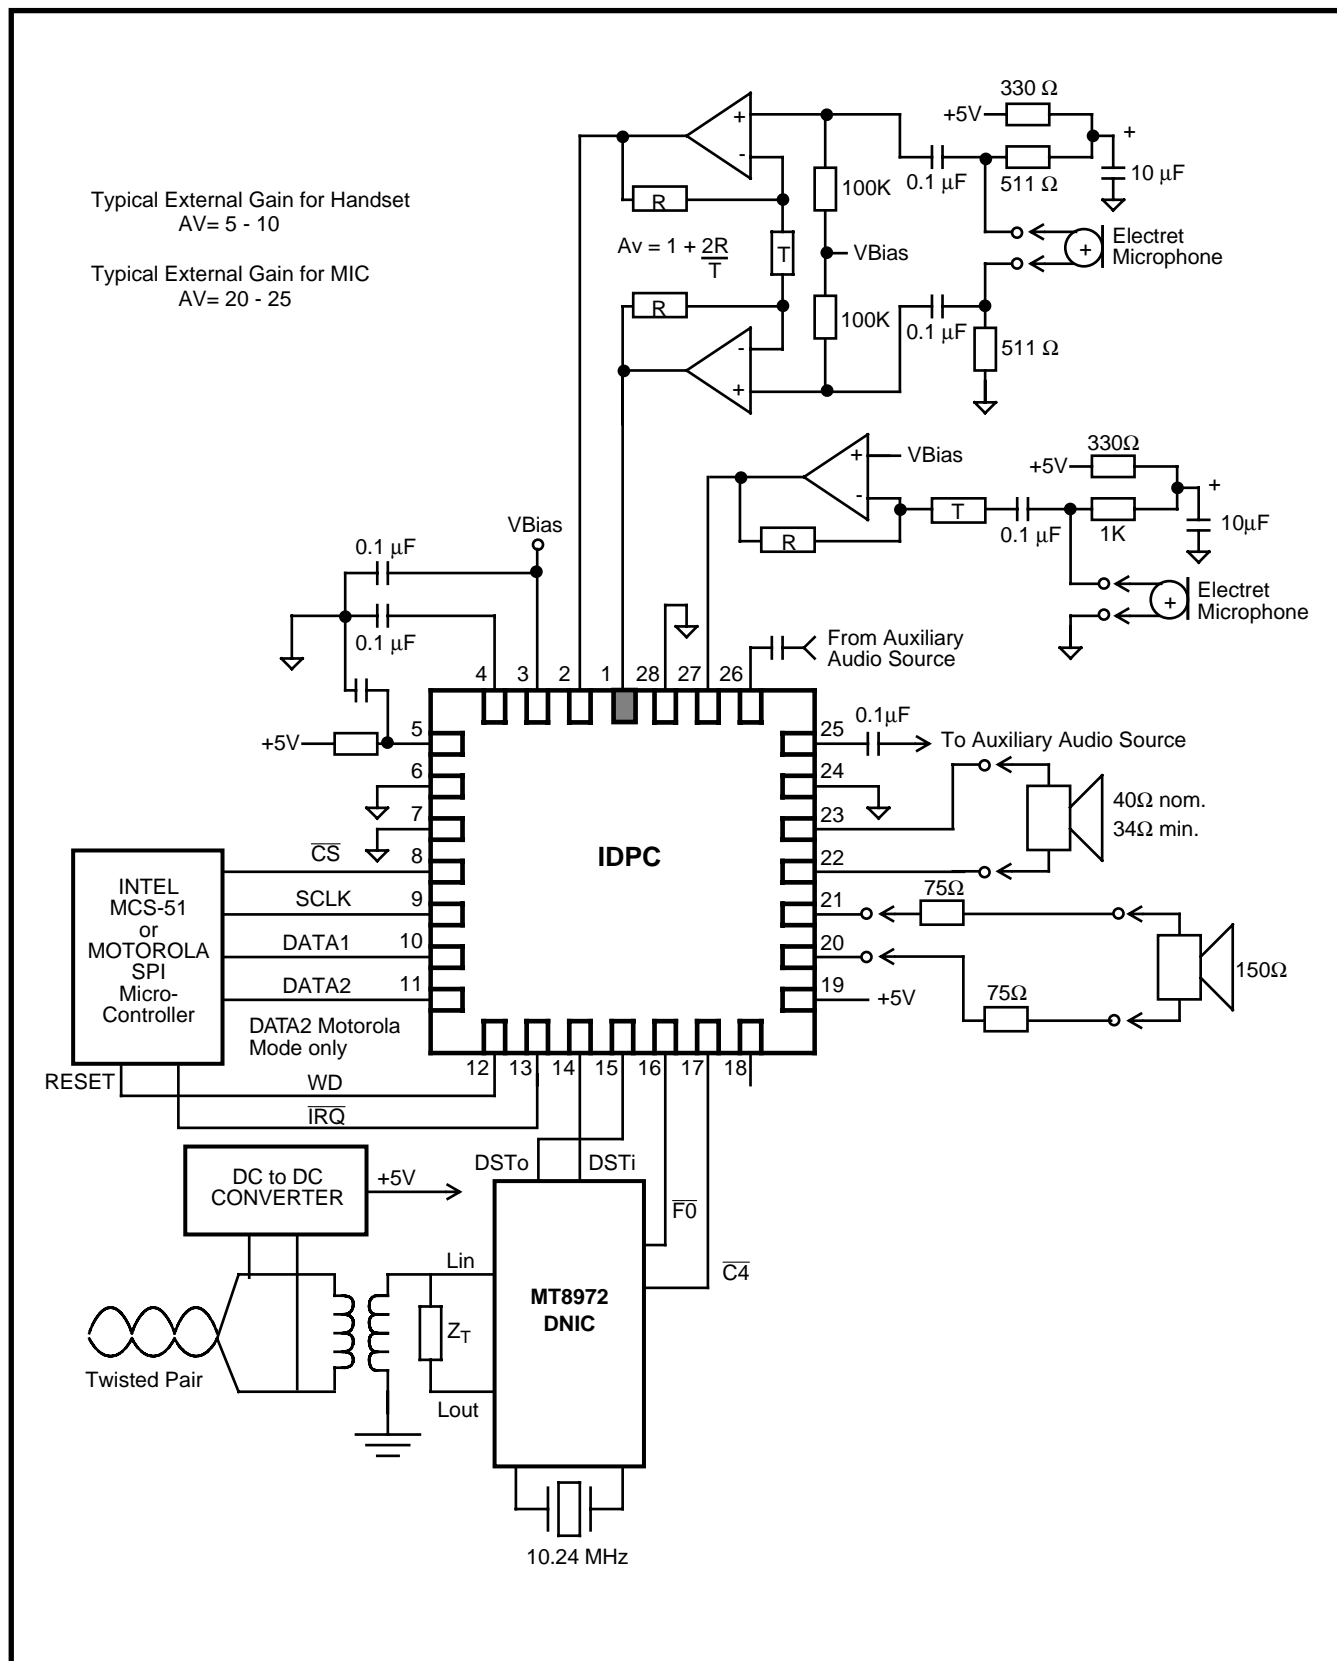 330 Ω
+5V
+
511 Ω
10 µF
0.1 µF
100K
+
-
R
Typical External Gain for Handset
AV= 5 - 10
Typical External Gain for MIC
AV= 20 - 25
Av = 1 + 2R
T
T
VBias
+
Electret
Microphone
R
100K
0.1 µF
511 Ω
-
+
330Ω
+5V
+
VBias
+
-
T
0.1 µF
1K
10µF
R
VBias
0.1 µF
0.1 µF
+
Electret
Microphone
From Auxiliary
Audio Source
4
3
2
1
28
27
26
+5V
5
6
7
25
0.1µF
To Auxiliary Audio Source
24
23
22
40Ω nom.
34Ω min.
IDPC
INTEL
MCS-51
or
MOTOROLA
SPI
Micro-
Controller
CS
8
SCLK
9
DATA1
10
DATA2
11
DATA2 Motorola
Mode only
21
75Ω
20
150Ω
19
+5V
75Ω
12
13
14
15
16
17
18
RESET
WD
IRQ
DC to DC
CONVERTER
+5V
DSTo
DSTi
F0
C4
Lin
ZT
Lout
MT8972
DNIC
Twisted Pair
10.24 MHz